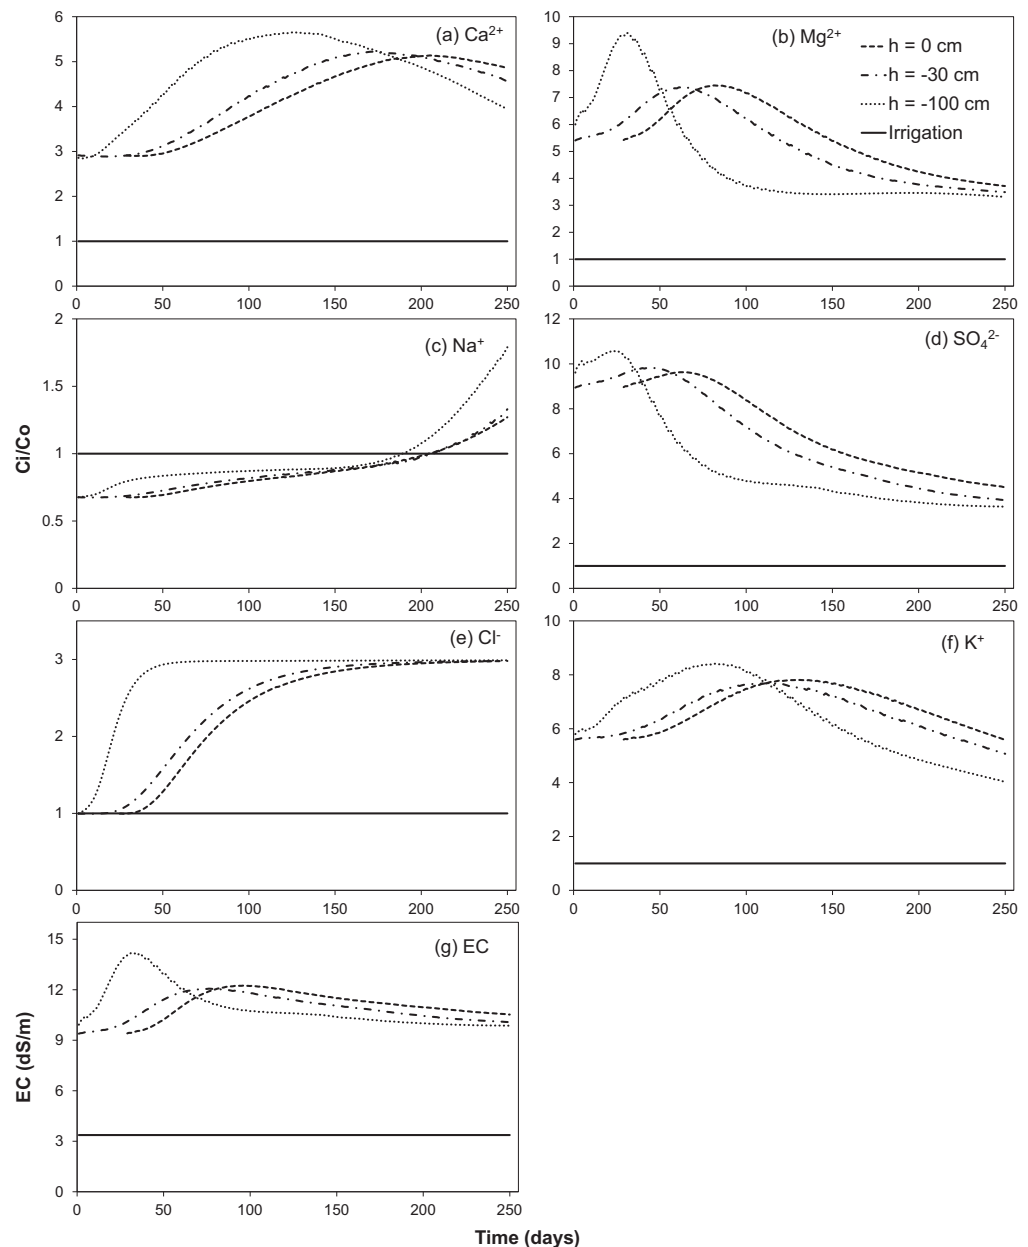 6
5
4
3
2
1
0
0 50 100 150 200 250
(a) Ca²⁺
10
9
8
7
6
5
4
3
2
1
0
0 50 100 150 200 250
(b) Mg²⁺
h = 0 cm
h = -30 cm
h = -100 cm
Irrigation
Ci/Co
2
1.5
1
0.5
0
0 50 100 150 200 250
(c) Na⁺
12
10
8
6
4
2
0
0 50 100 150 200 250
(d) SO₄²⁻
3
2
1
0
0 50 100 150 200 250
(e) Cl⁻
10
8
6
4
2
0
0 50 100 150 200 250
(f) K⁺
EC (dS/m)
15
12
9
6
3
0
0 50 100 150 200 250
(g) EC
Time (days)